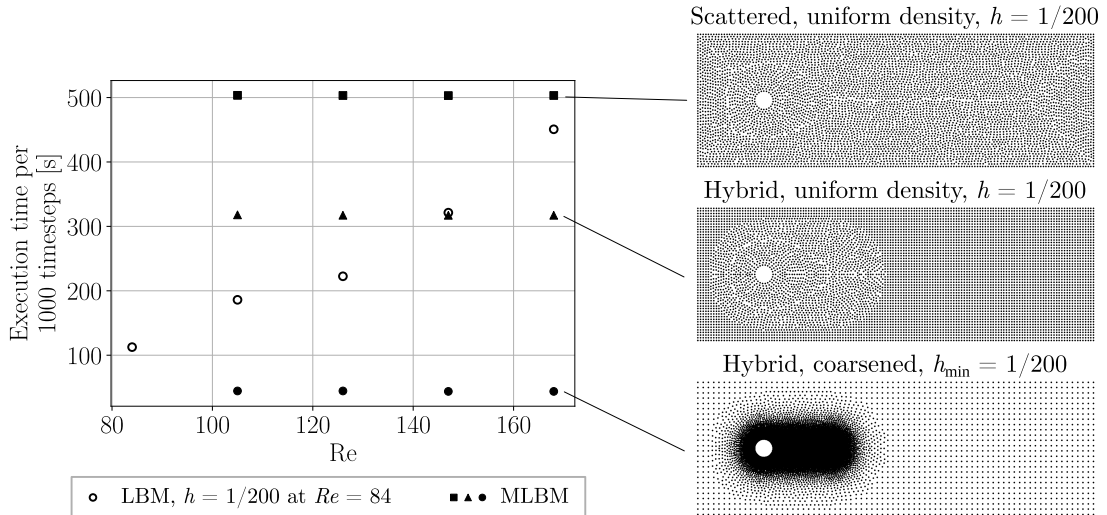 Scattered, uniform density, h = 1/200
500
400
300
200
100
Execution time per
1000 timesteps [s]
80
100
120
140
160
Re
LBM, h = 1/200 at Re = 84
MLBM
Hybrid, uniform density, h = 1/200
Hybrid, coarsened, h_min = 1/200